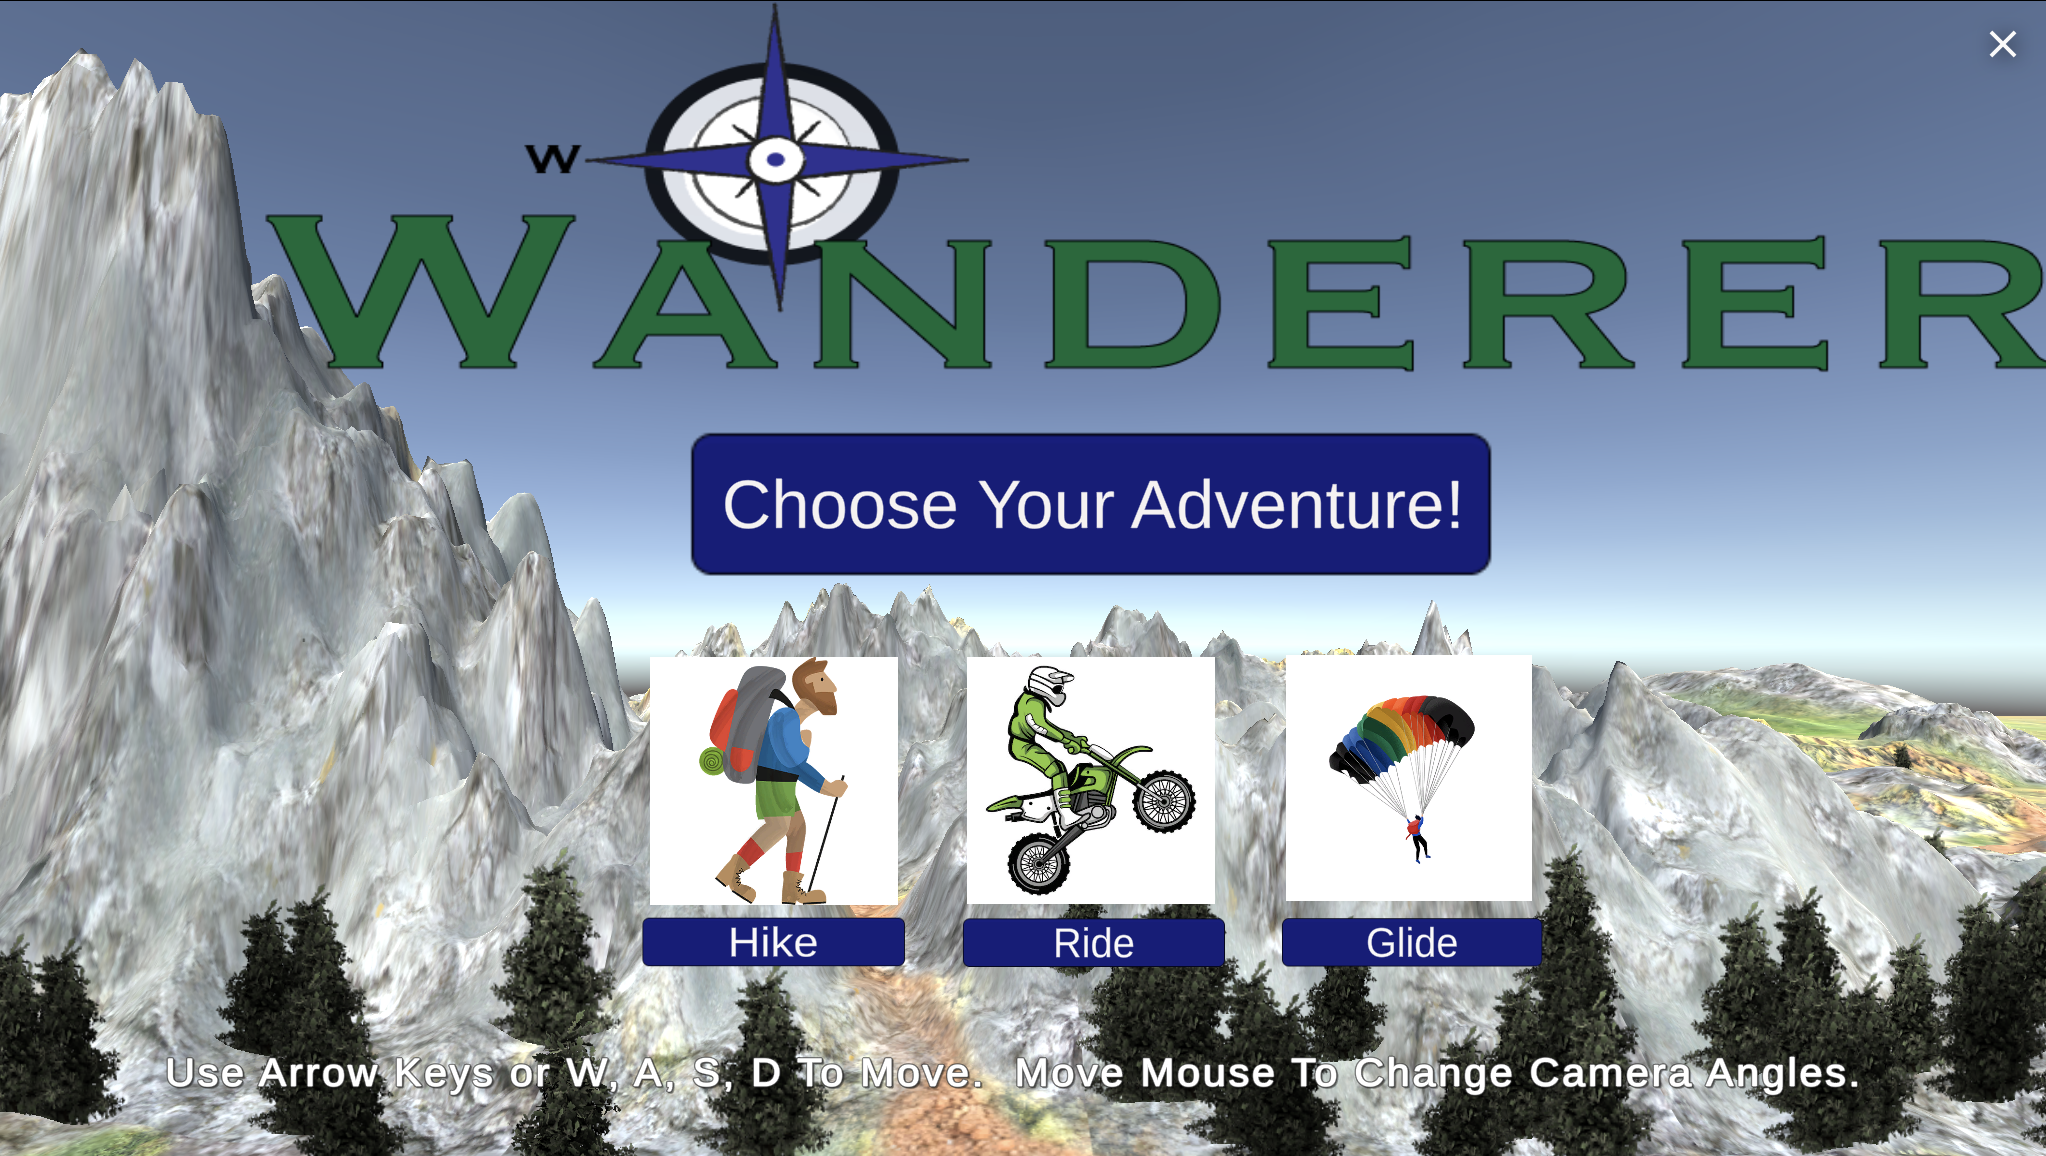 W
WANDERER
Choose Your Adventure!
Hike
Ride
Glide
Use Arrow Keys or W, A, S, D To Move.  Move Mouse To Change Camera Angles.